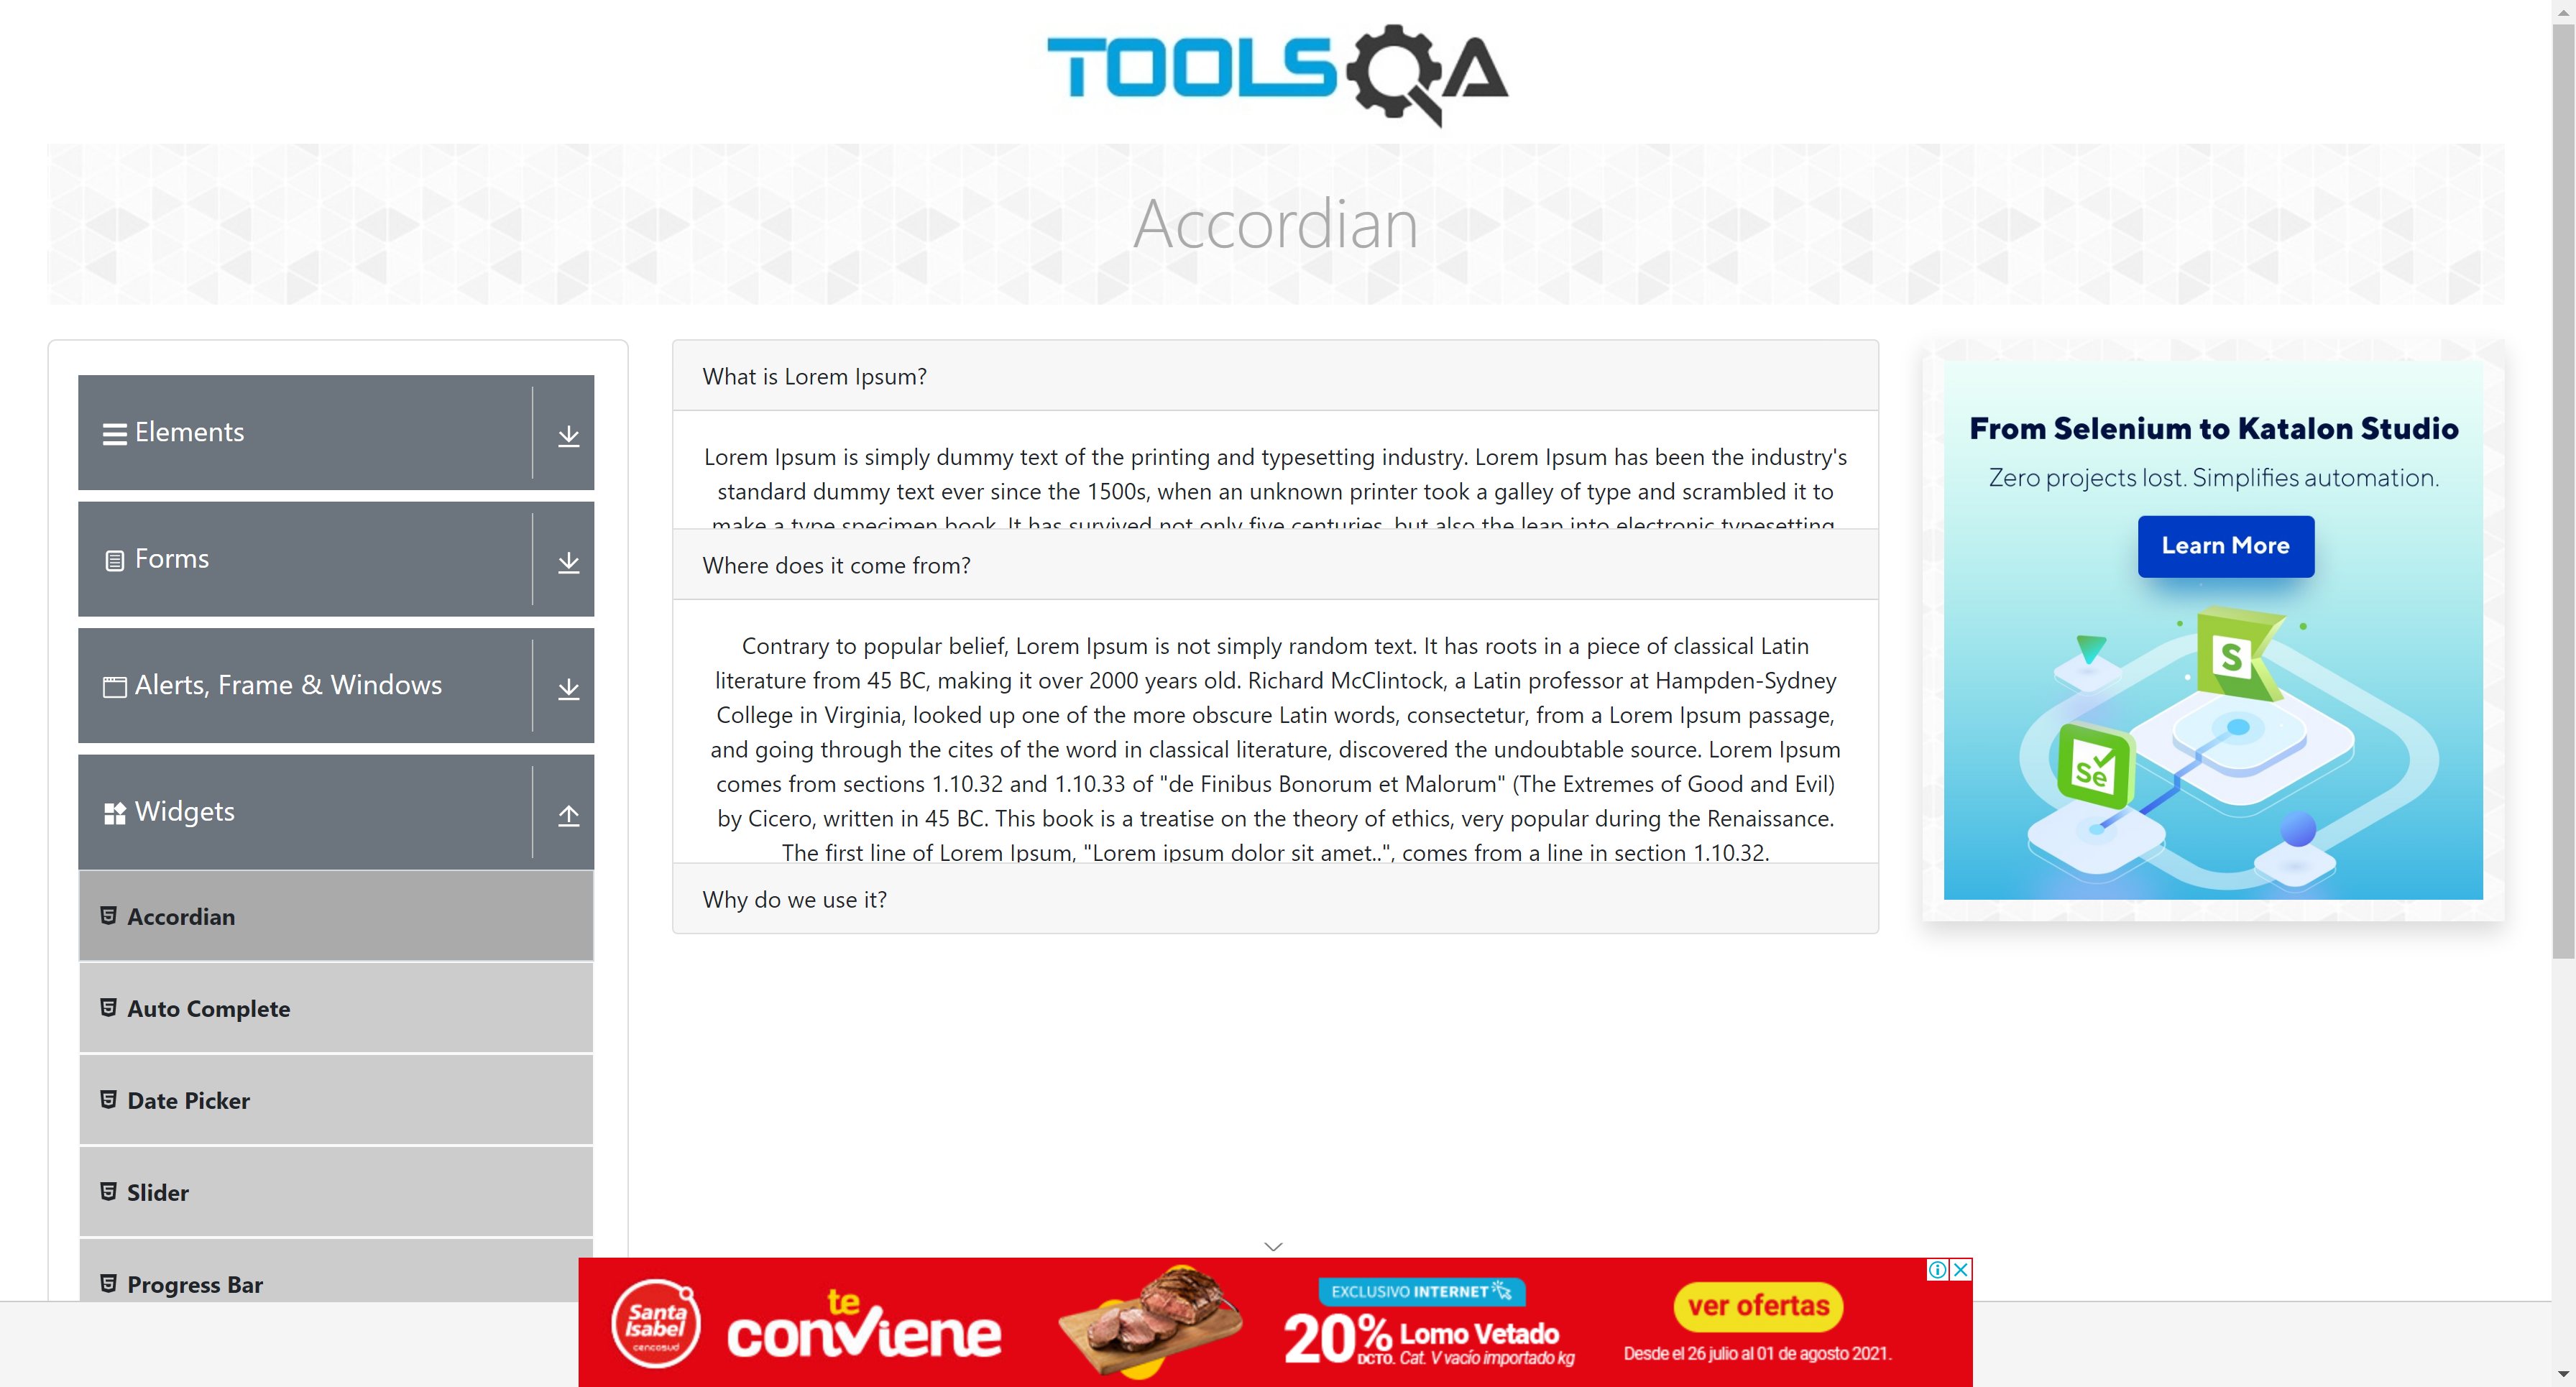 TOOLSQA
Accordian
Elements
Forms
Alerts, Frame & Windows
Widgets
Accordian
Auto Complete
Date Picker
Slider
Progress Bar
What is Lorem Ipsum?
Lorem Ipsum is simply dummy text of the printing and typesetting industry. Lorem Ipsum has been the industry's
standard dummy text ever since the 1500s, when an unknown printer took a galley of type and scrambled it to
make a type specimen book. It has survived not only five centuries, but also the leap into electronic typesetting,
Where does it come from?
Contrary to popular belief, Lorem Ipsum is not simply random text. It has roots in a piece of classical Latin
literature from 45 BC, making it over 2000 years old. Richard McClintock, a Latin professor at Hampden-Sydney
College in Virginia, looked up one of the more obscure Latin words, consectetur, from a Lorem Ipsum passage,
and going through the cites of the word in classical literature, discovered the undoubtable source. Lorem Ipsum
comes from sections 1.10.32 and 1.10.33 of "de Finibus Bonorum et Malorum" (The Extremes of Good and Evil)
by Cicero, written in 45 BC. This book is a treatise on the theory of ethics, very popular during the Renaissance.
The first line of Lorem Ipsum, "Lorem ipsum dolor sit amet..", comes from a line in section 1.10.32.
Why do we use it?
From Selenium to Katalon Studio
Zero projects lost. Simplifies automation.
Learn More
S
Se
Santa
Isabel
cencosud
te
conviene
EXCLUSIVO INTERNET
20% DCTO. Lomo Vetado
Cat. V vacío importado kg
ver ofertas
Desde el 26 julio al 01 de agosto 2021.